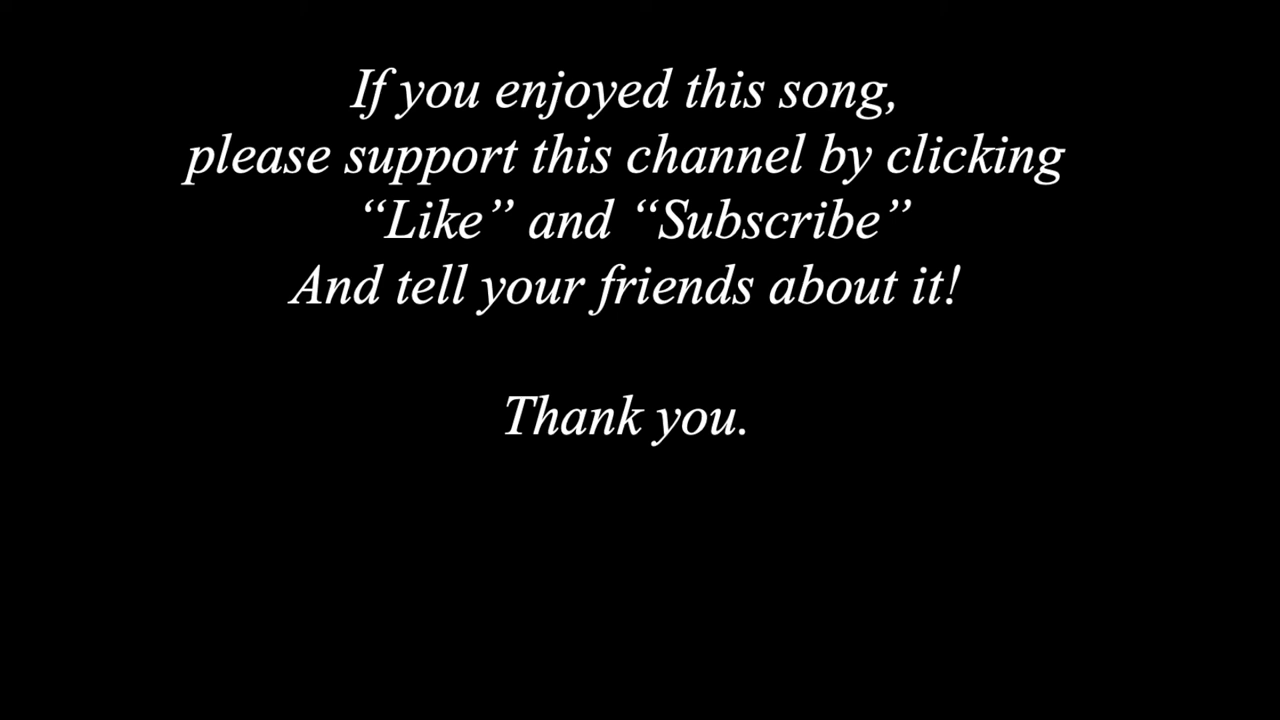 If you enjoyed this song,
please support this channel by clicking
“Like” and “Subscribe”
And tell your friends about it!
Thank you.